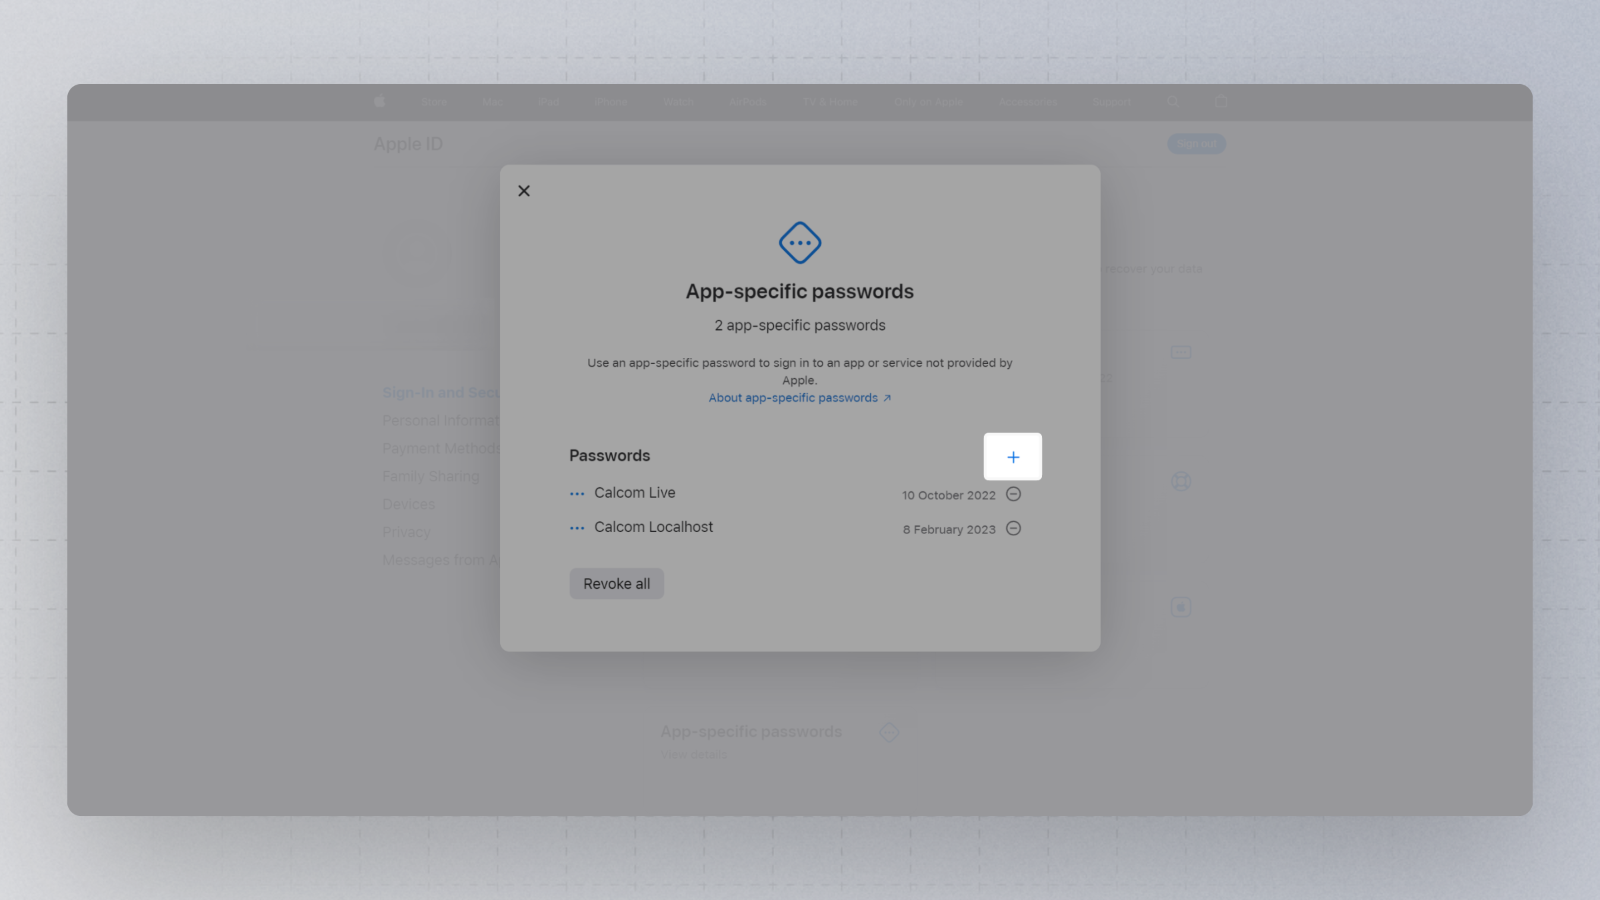 Store Mac iPad iPhone Watch AirPods TV & Home Only on Apple Accessories Support
Apple ID
Sign out
App-specific passwords
2 app-specific passwords
Use an app-specific password to sign in to an app or service not provided by
Apple.
About app-specific passwords ↗
recover your data
Sign-In and Secu
Personal Informat
Payment Methods
Family Sharing
Devices
Privacy
Messages from A
Passwords
+
Calcom Live
10 October 2022
Calcom Localhost
8 February 2023
Revoke all
App-specific passwords
View details